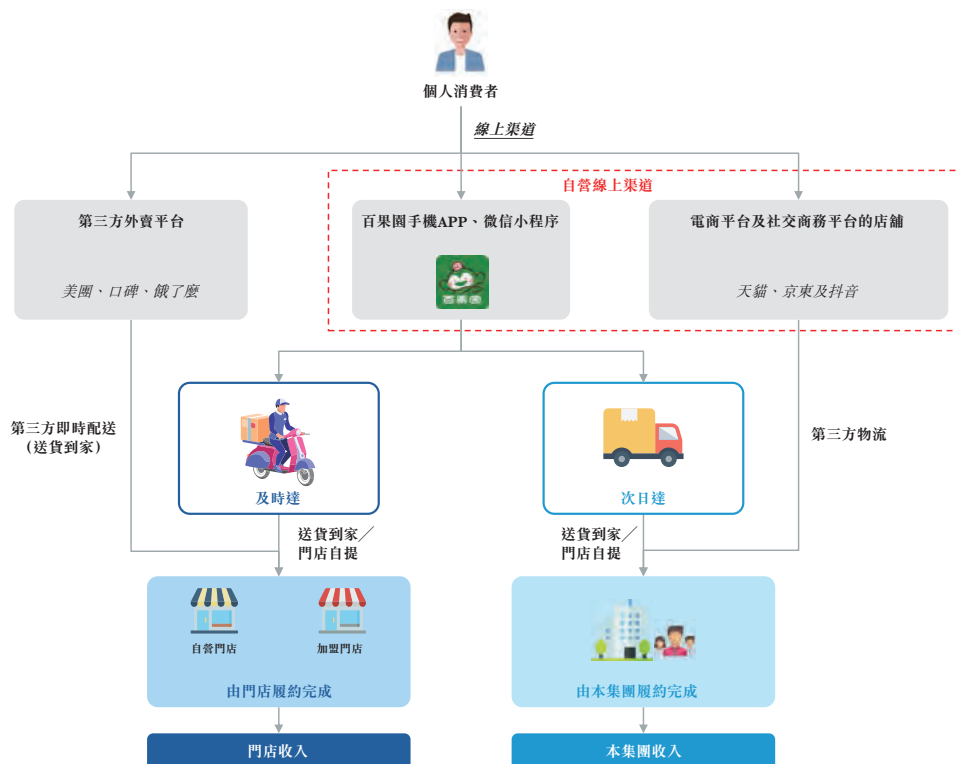 個人消費者
線上渠道
自營線上渠道
第三方外賣平台
美團、口碑、餓了麼
百果園手機APP、微信小程序
百果園
電商平台及社交商務平台的店舖
天貓、京東及抖音
第三方即時配送
(送貨到家)
及時達
次日達
第三方物流
送貨到家／
門店自提
送貨到家／
門店自提
自營門店
加盟門店
由門店履約完成
由本集團履約完成
門店收入
本集團收入